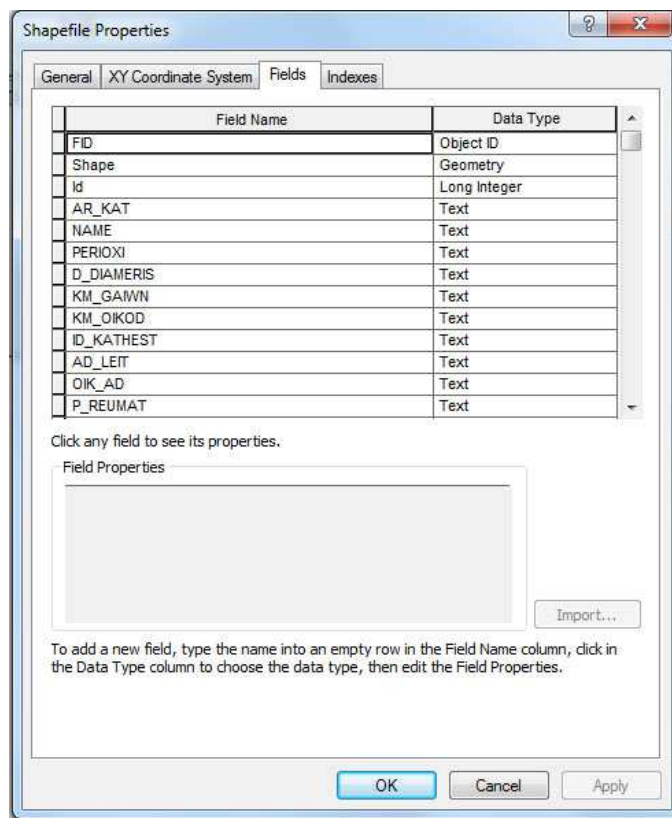 Shapefile Properties
General XY Coordinate System Fields Indexes
Field Name Data Type
FID Object ID
Shape Geometry
Id Long Integer
AR_KAT Text
NAME Text
PERIOXI Text
D_DIAMERIS Text
KM_GAIWN Text
KM_OIKOD Text
ID_KATHEST Text
AD_LEIT Text
OIK_AD Text
P_REUMAT Text
Click any field to see its properties.
Field Properties
Import...
To add a new field, type the name into an empty row in the Field Name column, click in
the Data Type column to choose the data type, then edit the Field Properties.
OK Cancel Apply